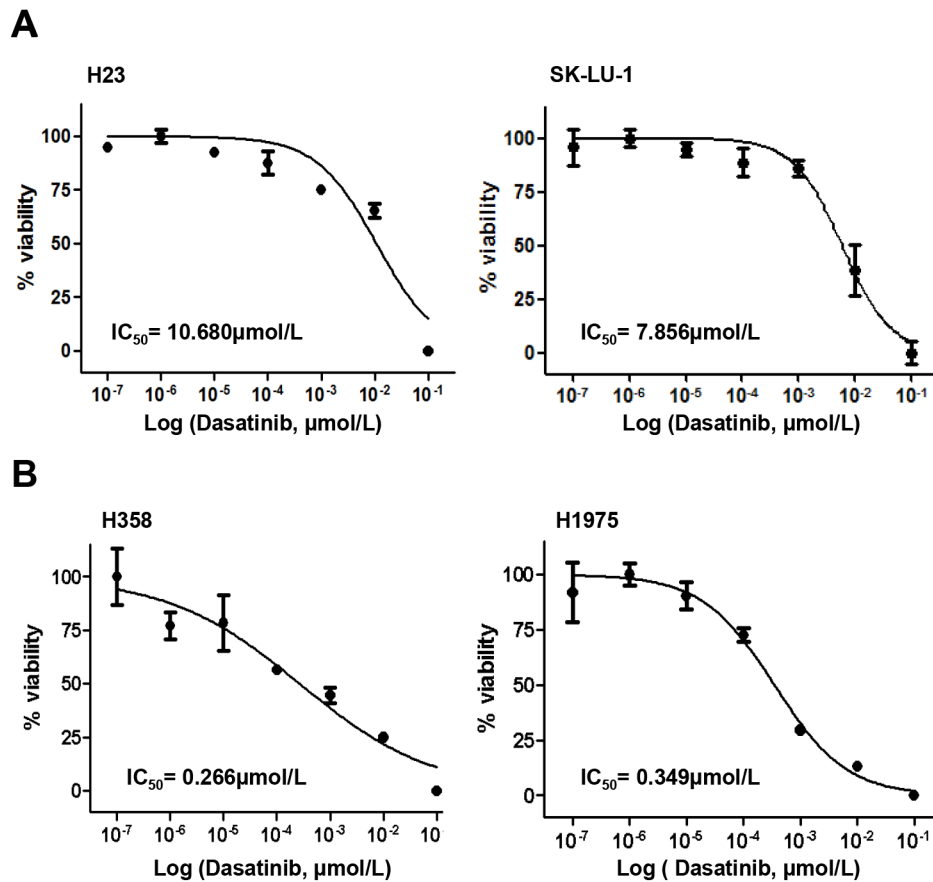 A
H23
% viability
100
75
50
25
0
IC₅₀= 10.680µmol/L
10⁻⁷ 10⁻⁶ 10⁻⁵ 10⁻⁴ 10⁻³ 10⁻² 10⁻¹
Log (Dasatinib, µmol/L)
SK-LU-1
% viability
100
75
50
25
0
IC₅₀= 7.856µmol/L
10⁻⁷ 10⁻⁶ 10⁻⁵ 10⁻⁴ 10⁻³ 10⁻² 10⁻¹
Log (Dasatinib, µmol/L)
B
H358
% viability
100
75
50
25
0
IC₅₀= 0.266µmol/L
10⁻⁷ 10⁻⁶ 10⁻⁵ 10⁻⁴ 10⁻³ 10⁻² 10⁻
Log (Dasatinib, µmol/L)
H1975
% viability
100
75
50
25
0
IC₅₀= 0.349µmol/L
10⁻⁷ 10⁻⁶ 10⁻⁵ 10⁻⁴ 10⁻³ 10⁻² 10⁻¹
Log ( Dasatinib, µmol/L)